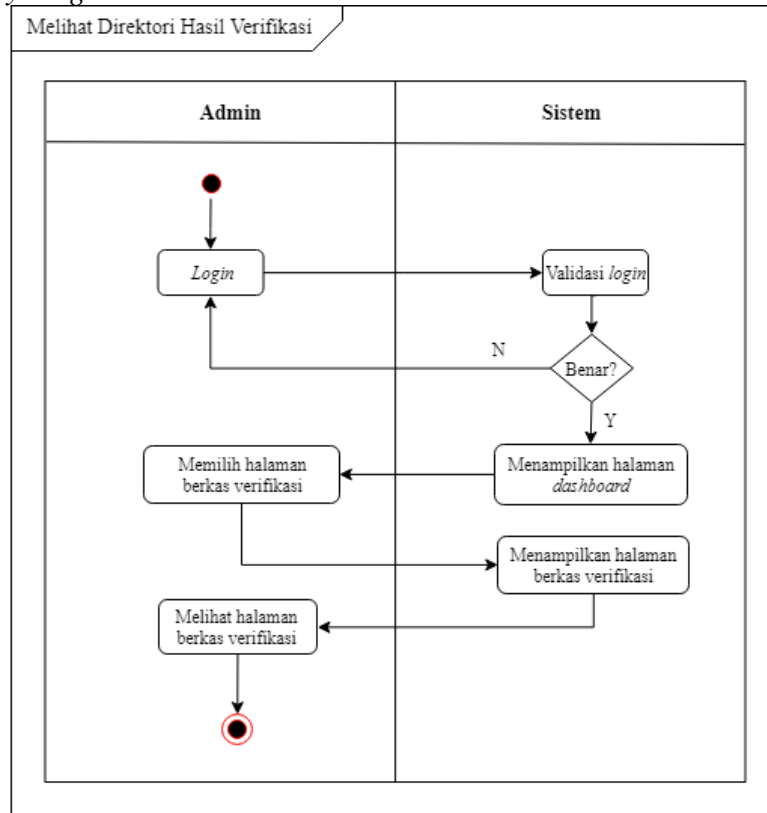 Melihat Direktori Hasil Verifikasi
Admin
Sistem
Login
Validasi login
N
Benar?
Y
Memilih halaman
berkas verifikasi
Menampilkan halaman
dashboard
Menampilkan halaman
berkas verifikasi
Melihat halaman
berkas verifikasi